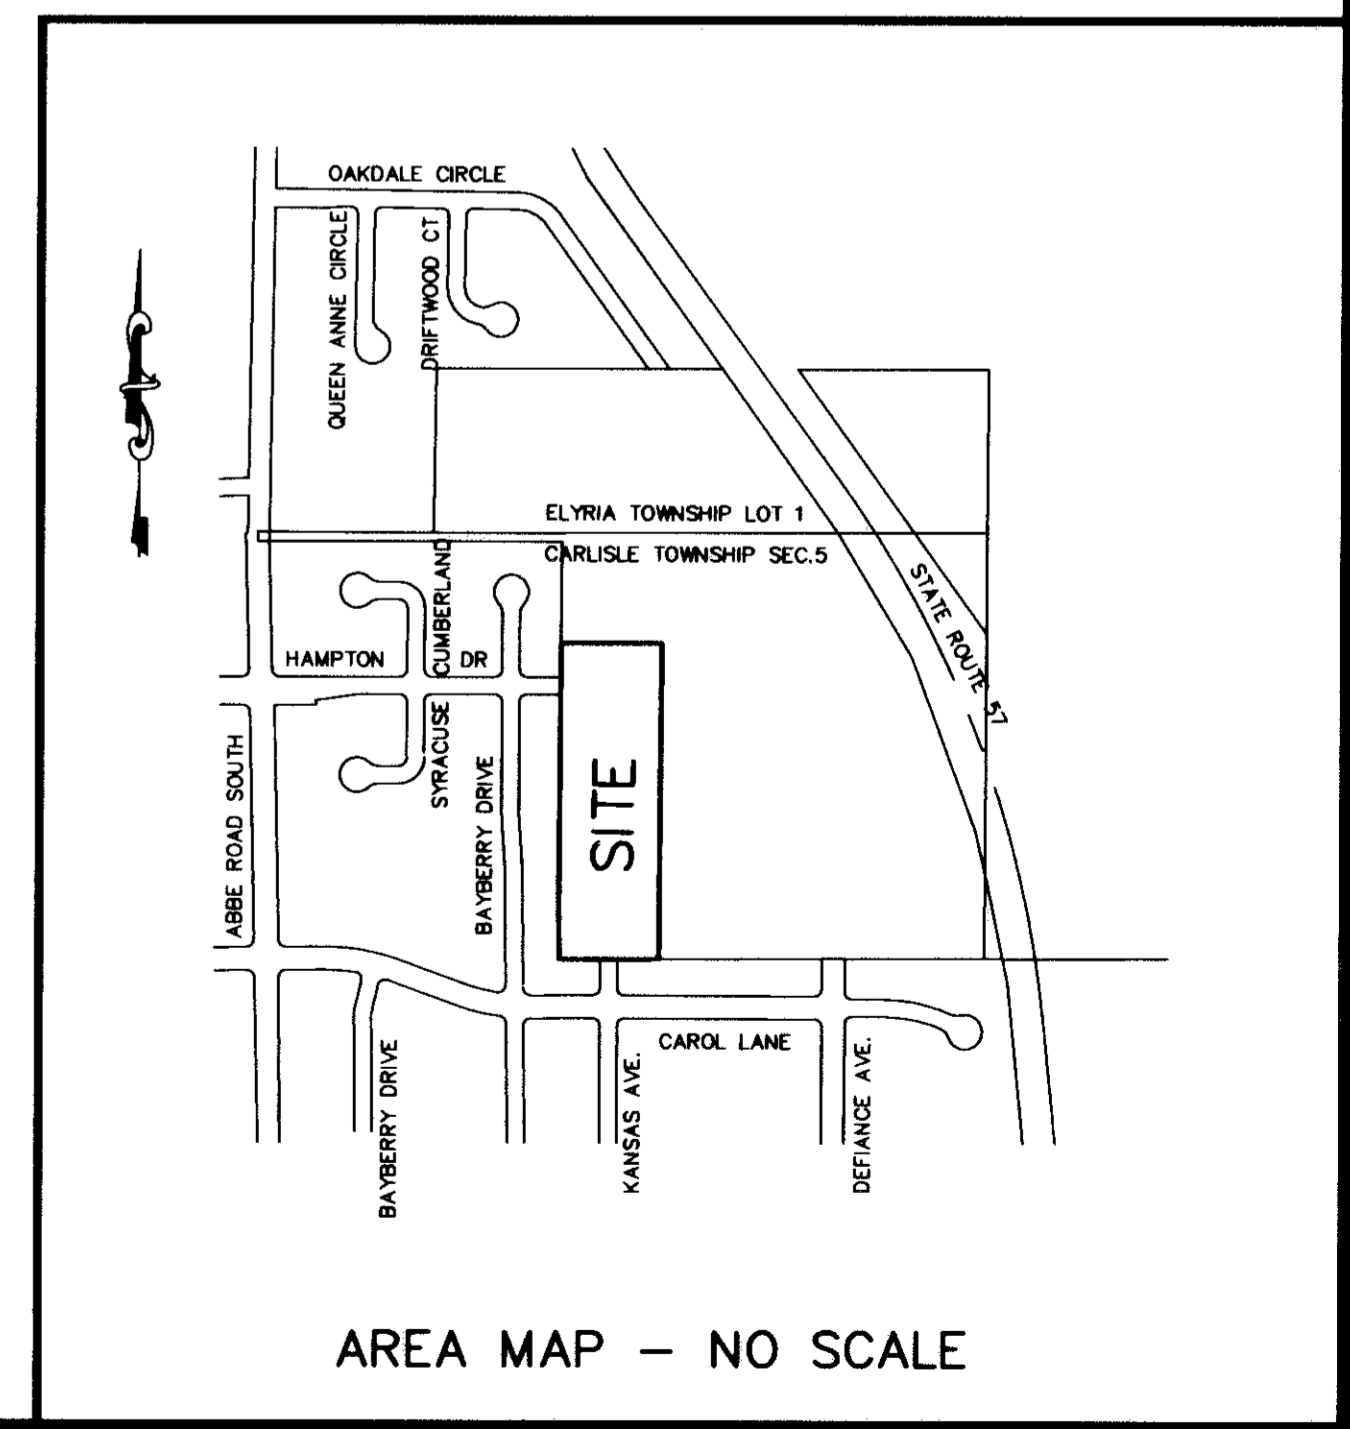 OAKDALE CIRCLE
QUEEN ANNE CIRCLE
DRIFTWOOD CT
ELYRIA TOWNSHIP LOT 1
CARLISLE TOWNSHIP SEC.5
STATE ROUTE 57
CUMBERLAND
HAMPTON DR
SYRACUSE
ABBE ROAD SOUTH
BAYBERRY DRIVE
SITE
CAROL LANE
BAYBERRY DRIVE
KANSAS AVE.
DEFIANCE AVE.
AREA MAP – NO SCALE